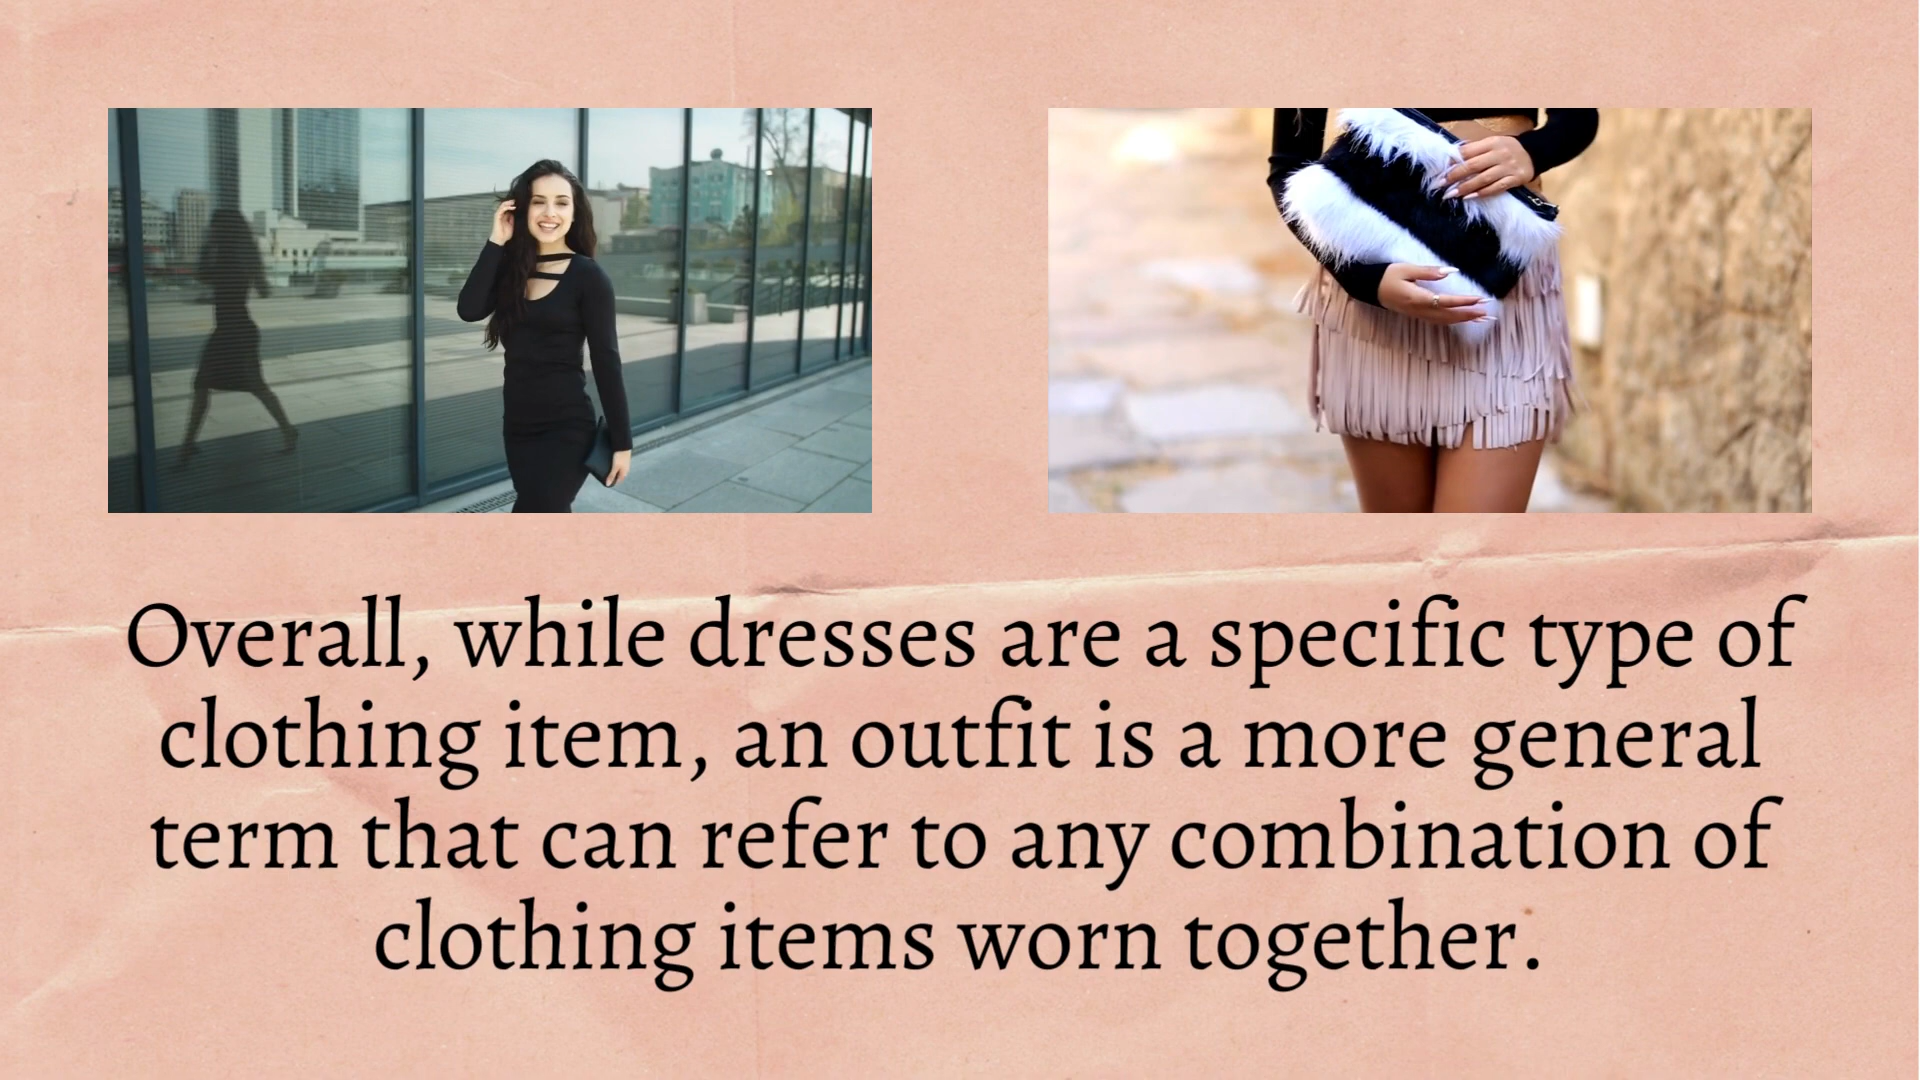 Overall, while dresses are a specific type of
clothing item, an outfit is a more general
term that can refer to any combination of
clothing items worn together.